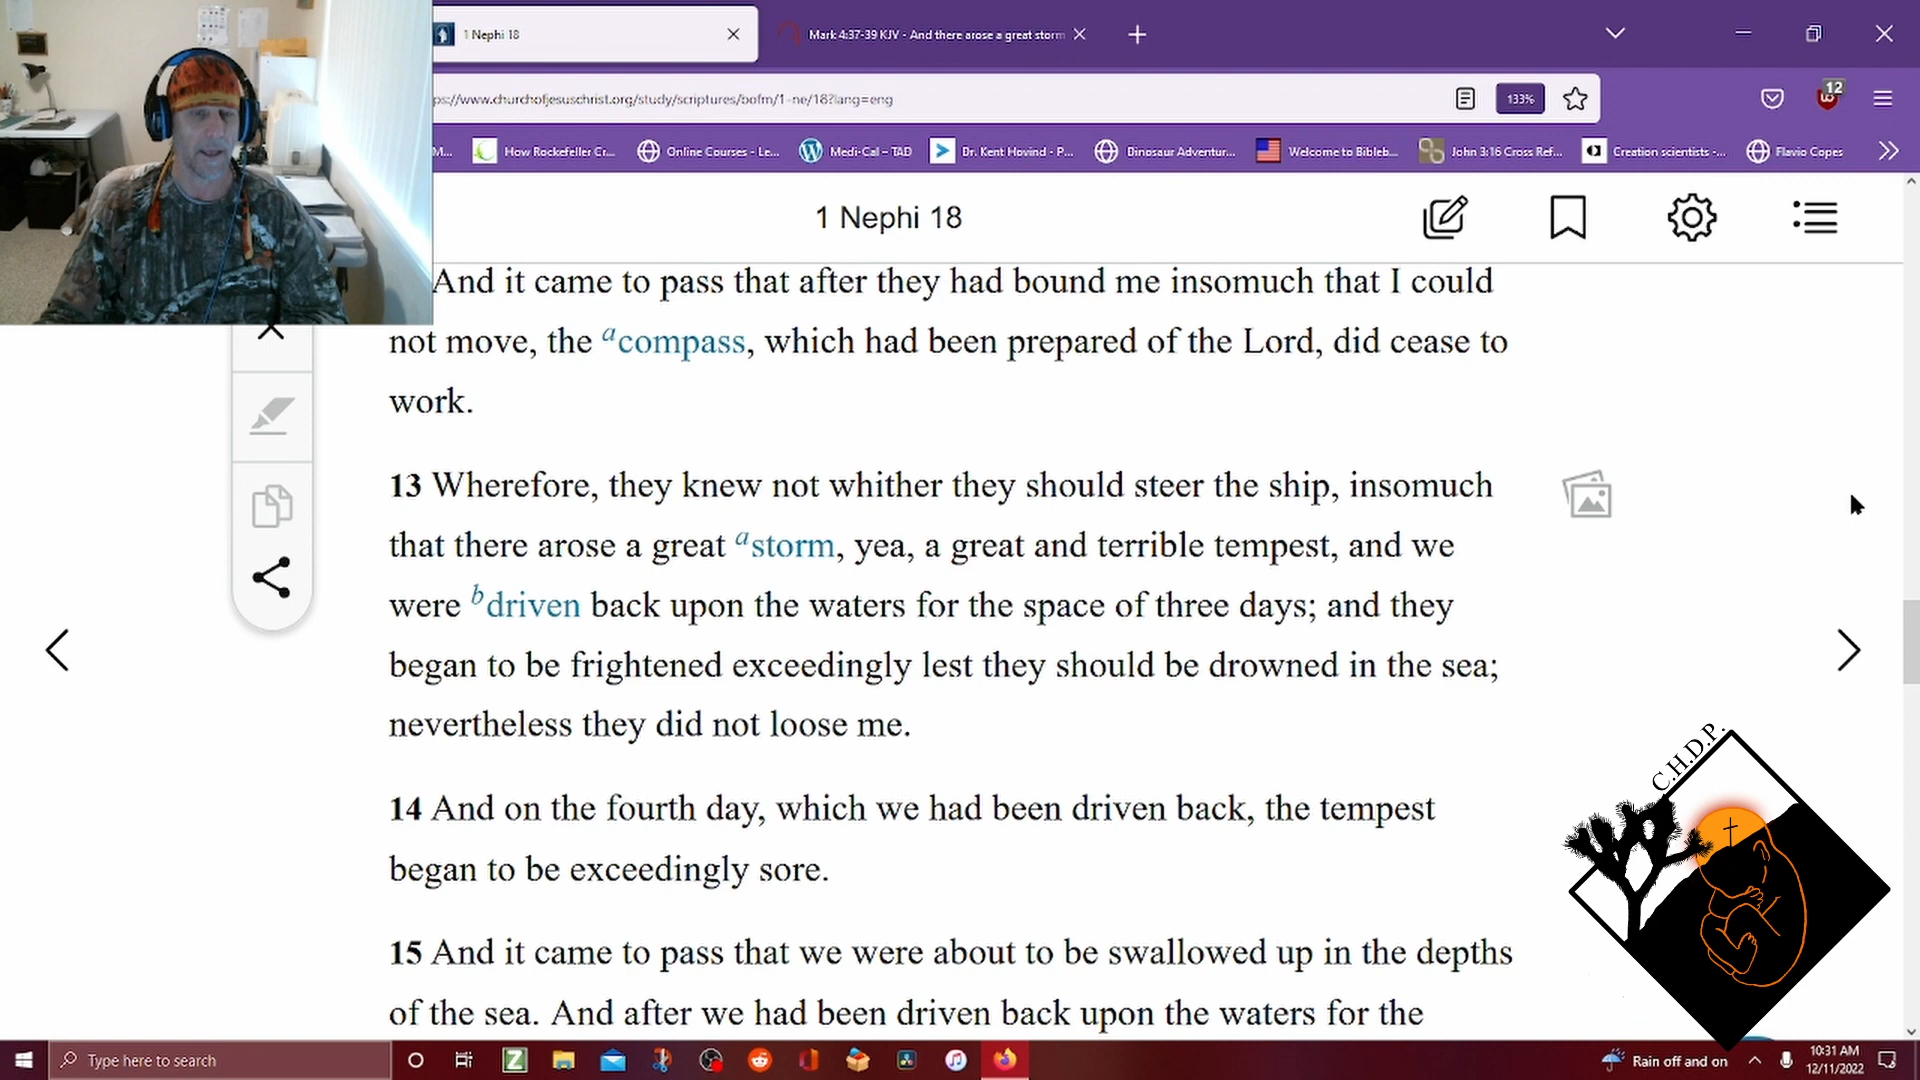 1 Nephi 18
Mark 4:37-39 KJV - And there arose a great storm
ps://www.churchofjesuschrist.org/study/scriptures/bofm/1-ne/18?lang=eng
133%
12
M...
How Rockefeller Cr...
Online Courses - Le...
Medi-Cal – TAD
Dr. Kent Hovind - P...
Dinosaur Adventur...
Welcome to Bibleb...
John 3:16 Cross Ref...
Creation scientists -...
Flavio Copes
1 Nephi 18
And it came to pass that after they had bound me insomuch that I could
not move, the a compass, which had been prepared of the Lord, did cease to
work.
13 Wherefore, they knew not whither they should steer the ship, insomuch
that there arose a great a storm, yea, a great and terrible tempest, and we
were b driven back upon the waters for the space of three days; and they
began to be frightened exceedingly lest they should be drowned in the sea;
nevertheless they did not loose me.
14 And on the fourth day, which we had been driven back, the tempest
began to be exceedingly sore.
15 And it came to pass that we were about to be swallowed up in the depths
of the sea. And after we had been driven back upon the waters for the
C.H.D.P.
Type here to search
Rain off and on
10:31 AM
12/11/2022